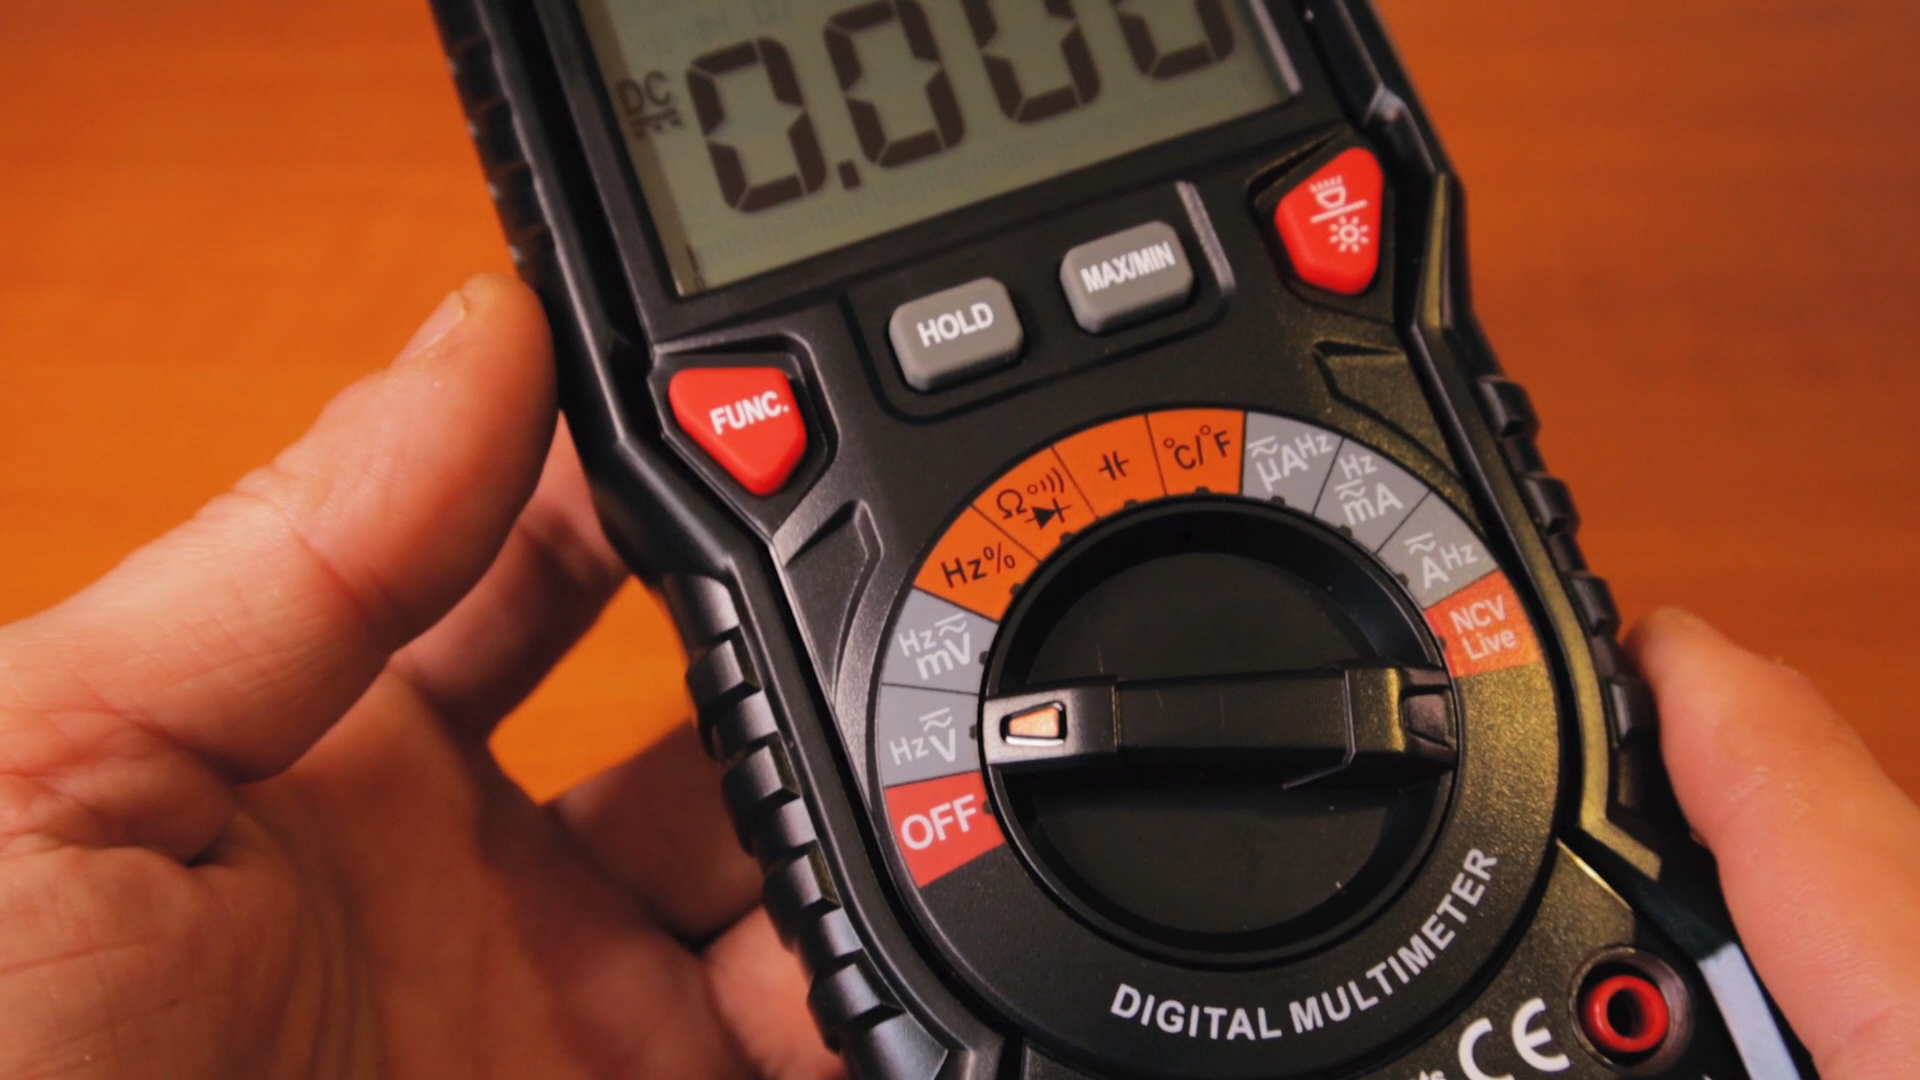 DC
0.000
HOLD
MAX/MIN
FUNC.
OFF
Hz V
Hz mV
Hz%
Ω
°C/°F
μA Hz
Hz mA
A Hz
NCV
Live
DIGITAL MULTIMETER
CE